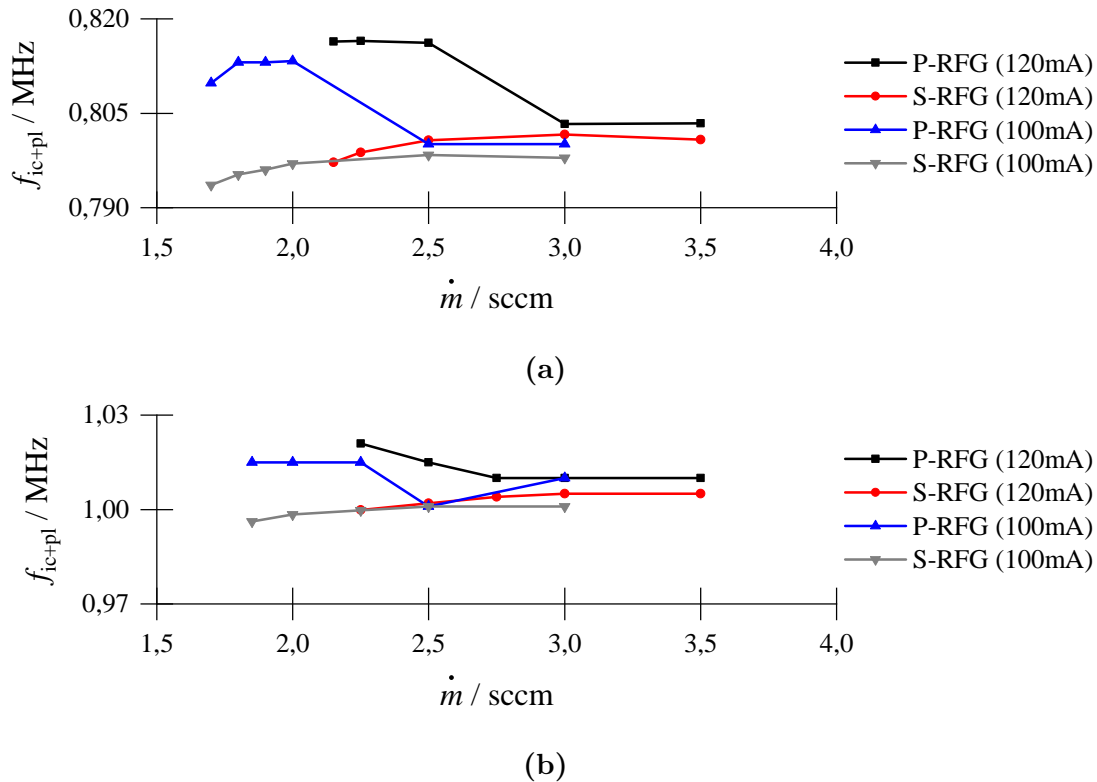 0,820
0,805
0,790
f_ic+pl / MHz
1,5 2,0 2,5 3,0 3,5 4,0
ṁ / sccm
P-RFG (120mA)
S-RFG (120mA)
P-RFG (100mA)
S-RFG (100mA)
(a)
1,03
1,00
0,97
f_ic+pl / MHz
1,5 2,0 2,5 3,0 3,5 4,0
ṁ / sccm
P-RFG (120mA)
S-RFG (120mA)
P-RFG (100mA)
S-RFG (100mA)
(b)